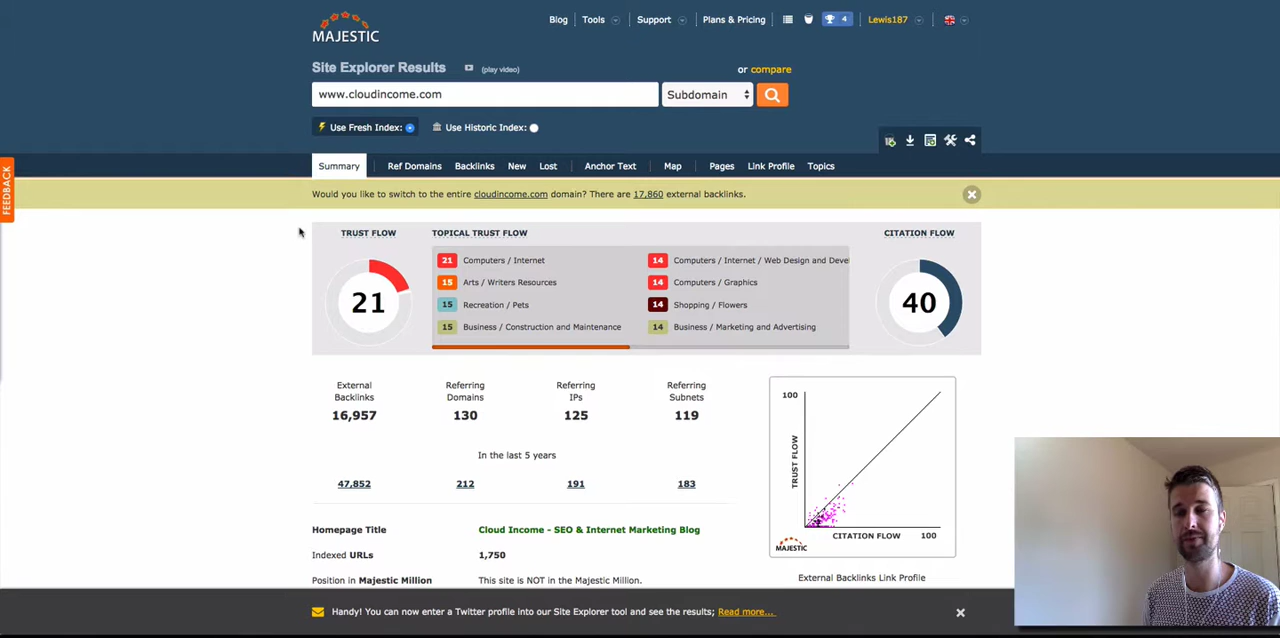 MAJESTIC
Blog Tools Support Plans & Pricing 4 Lewis187
Site Explorer Results (play video) or compare
www.cloudincome.com Subdomain
Use Fresh Index: Use Historic Index:
FEEDBACK
Summary Ref Domains Backlinks New Lost Anchor Text Map Pages Link Profile Topics
Would you like to switch to the entire cloudincome.com domain? There are 17,860 external backlinks.
TRUST FLOW TOPICAL TRUST FLOW CITATION FLOW
21 Computers / Internet 14 Computers / Internet / Web Design and Deve
15 Arts / Writers Resources 14 Computers / Graphics
21 40
15 Recreation / Pets 14 Shopping / Flowers
15 Business / Construction and Maintenance 14 Business / Marketing and Advertising
External Backlinks Referring Domains Referring IPs Referring Subnets
16,957 130 125 119
In the last 5 years
47,852 212 191 183
100
TRUST FLOW
CITATION FLOW 100
MAJESTIC
External Backlinks Link Profile
Homepage Title Cloud Income - SEO & Internet Marketing Blog
Indexed URLs 1,750
Position in Majestic Million This site is NOT in the Majestic Million.
Handy! You can now enter a Twitter profile into our Site Explorer tool and see the results; Read more...